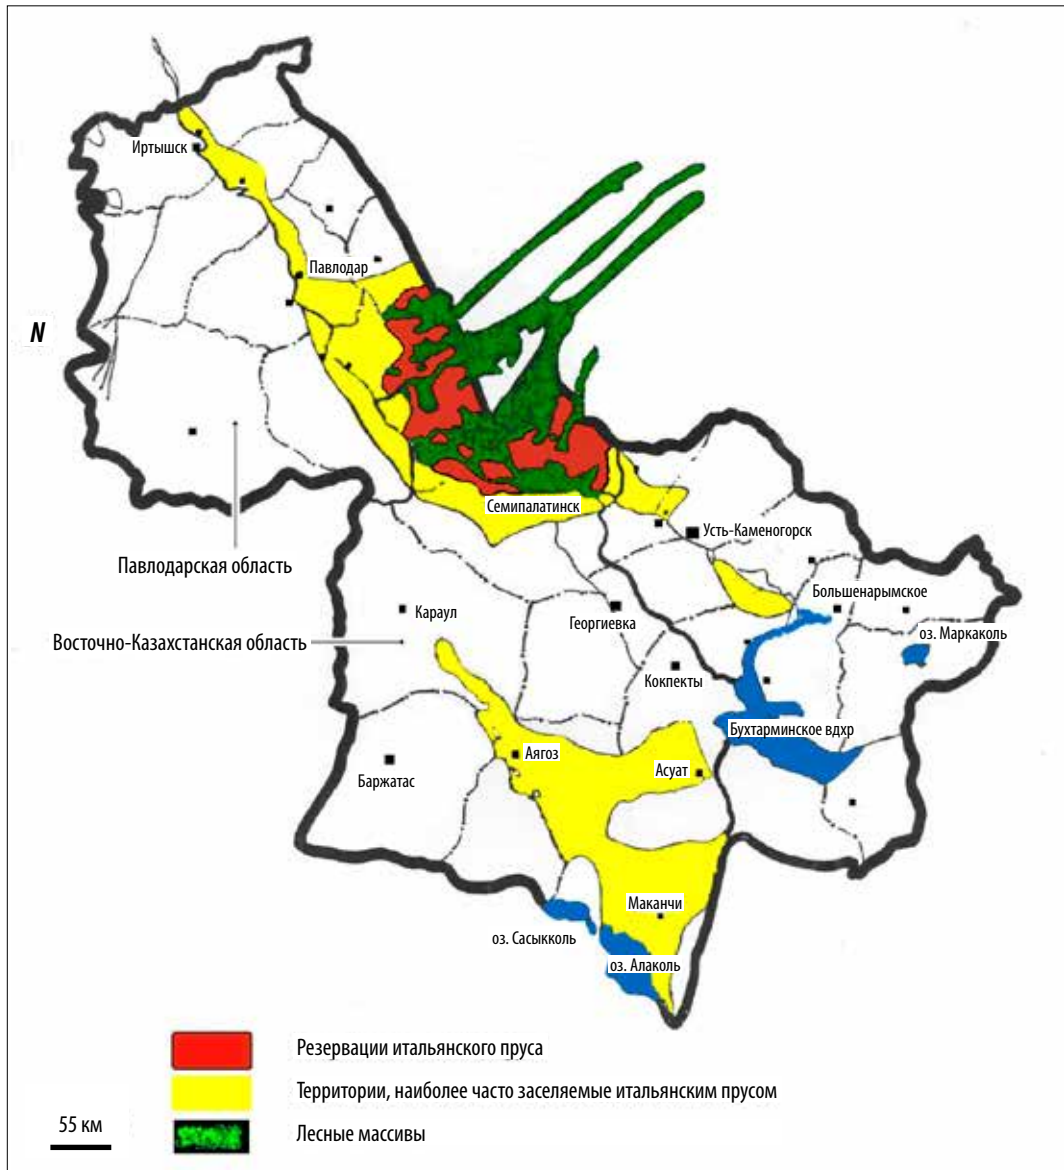 Иртышск
Павлодар
N
Семипалатинск
Усть-Каменогорск
Павлодарская область
Большенарымское
Караул
Георгиевка
оз. Маркаколь
Восточно-Казахстанская область
Кокпекты
Бухтарминское вдхр
Аягоз
Асуат
Баржатас
Маканчи
оз. Сасыкколь
оз. Алаколь
Резервации итальянского пруса
Территории, наиболее часто заселяемые итальянским прусом
55 км
Лесные массивы